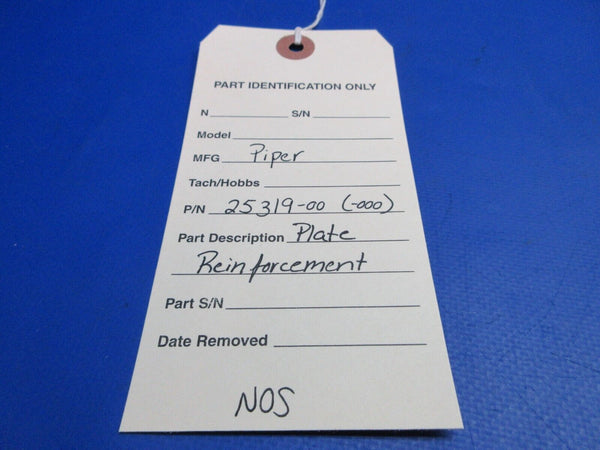 PART IDENTIFICATION ONLY
N S/N
Model
MFG Piper
Tach/Hobbs
P/N 25319-00 (-000)
Part Description Plate
Reinforcement
Part S/N
Date Removed
NOS